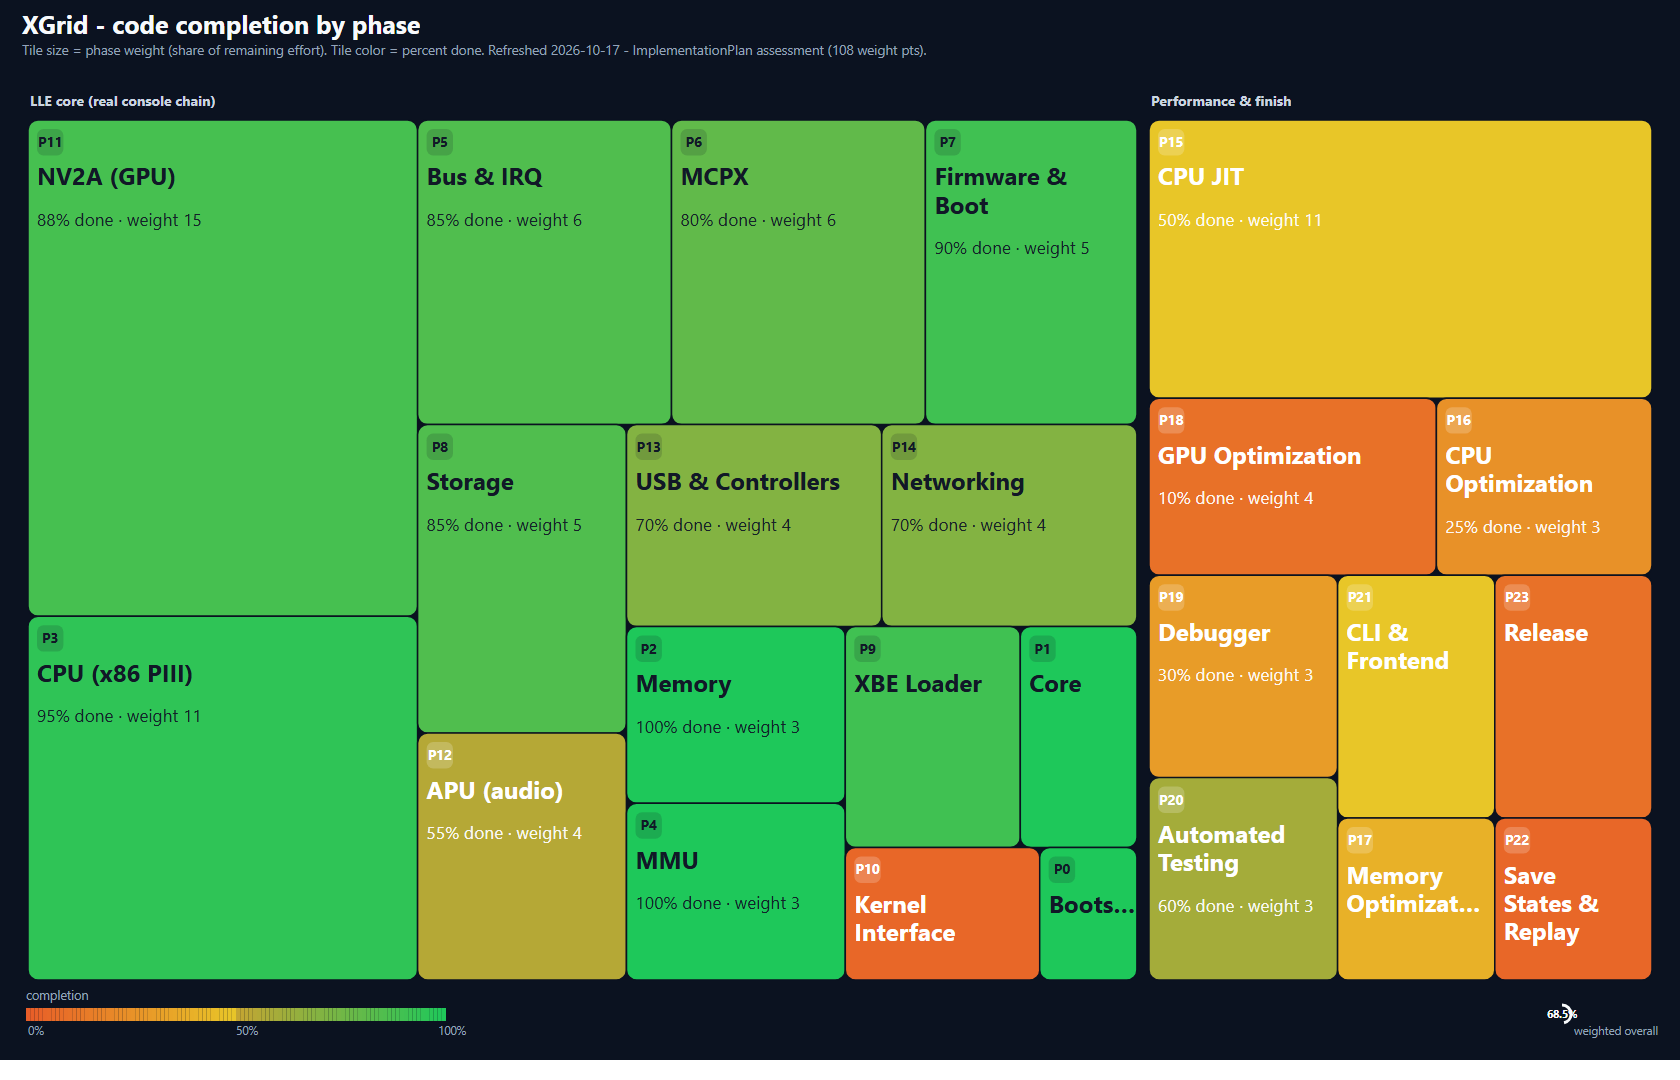 XGrid - code completion by phase
Tile size = phase weight (share of remaining effort). Tile color = percent done. Refreshed 2026-10-17 - ImplementationPlan assessment (108 weight pts).
LLE core (real console chain)
P11
NV2A (GPU)
88% done · weight 15
P5
Bus & IRQ
85% done · weight 6
P6
MCPX
80% done · weight 6
P7
Firmware &
Boot
90% done · weight 5
P3
CPU (x86 PIII)
95% done · weight 11
P8
Storage
85% done · weight 5
P13
USB & Controllers
70% done · weight 4
P14
Networking
70% done · weight 4
P12
APU (audio)
55% done · weight 4
P2
Memory
100% done · weight 3
P9
XBE Loader
P1
Core
P4
MMU
100% done · weight 3
P10
Kernel
Interface
P0
Boots...
Performance & finish
P15
CPU JIT
50% done · weight 11
P18
GPU Optimization
10% done · weight 4
P16
CPU
Optimization
25% done · weight 3
P19
Debugger
30% done · weight 3
P21
CLI &
Frontend
P23
Release
P20
Automated
Testing
60% done · weight 3
P17
Memory
Optimizat...
P22
Save
States &
Replay
completion
0%
50%
100%
68.5%
weighted overall